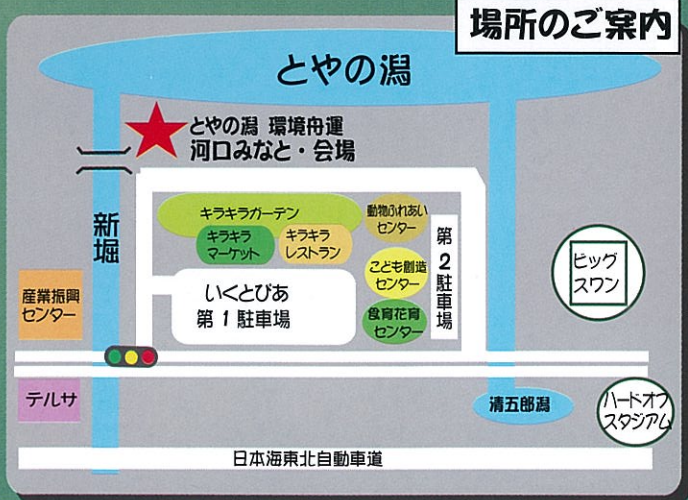 場所のご案内
とやの潟
とやの潟 環境舟運
河口みなと・会場
新堀
キラキラガーデン
キラキラ
マーケット
キラキラ
レストラン
動物ふれあい
センター
こども創造
センター
食育花育
センター
第2駐車場
いくとぴあ
第1駐車場
ビッグ
スワン
産業振興
センター
テルサ
清五郎潟
ハードオフ
スタジアム
日本海東北自動車道